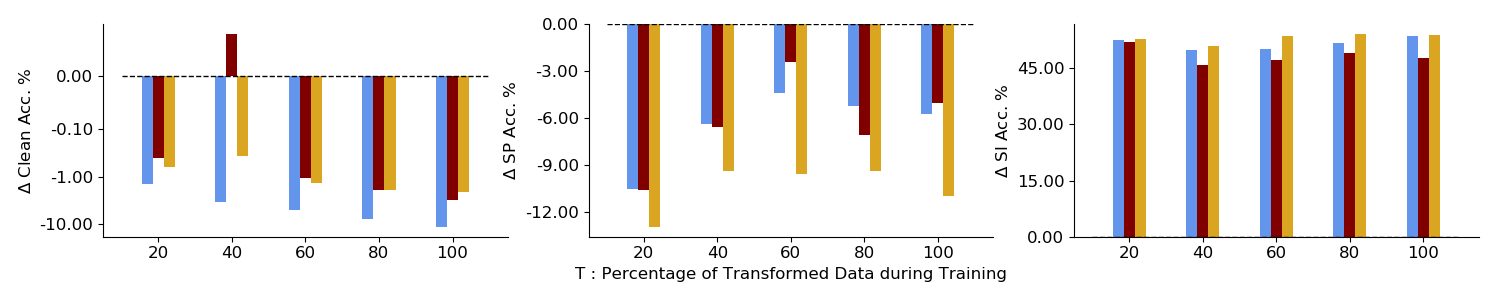 Δ Clean Acc. %
0.00
-0.10
-1.00
-10.00
20 40 60 80 100
Δ SP Acc. %
0.00
-3.00
-6.00
-9.00
-12.00
20 40 60 80 100
Δ SI Acc. %
45.00
30.00
15.00
0.00
20 40 60 80 100
T : Percentage of Transformed Data during Training